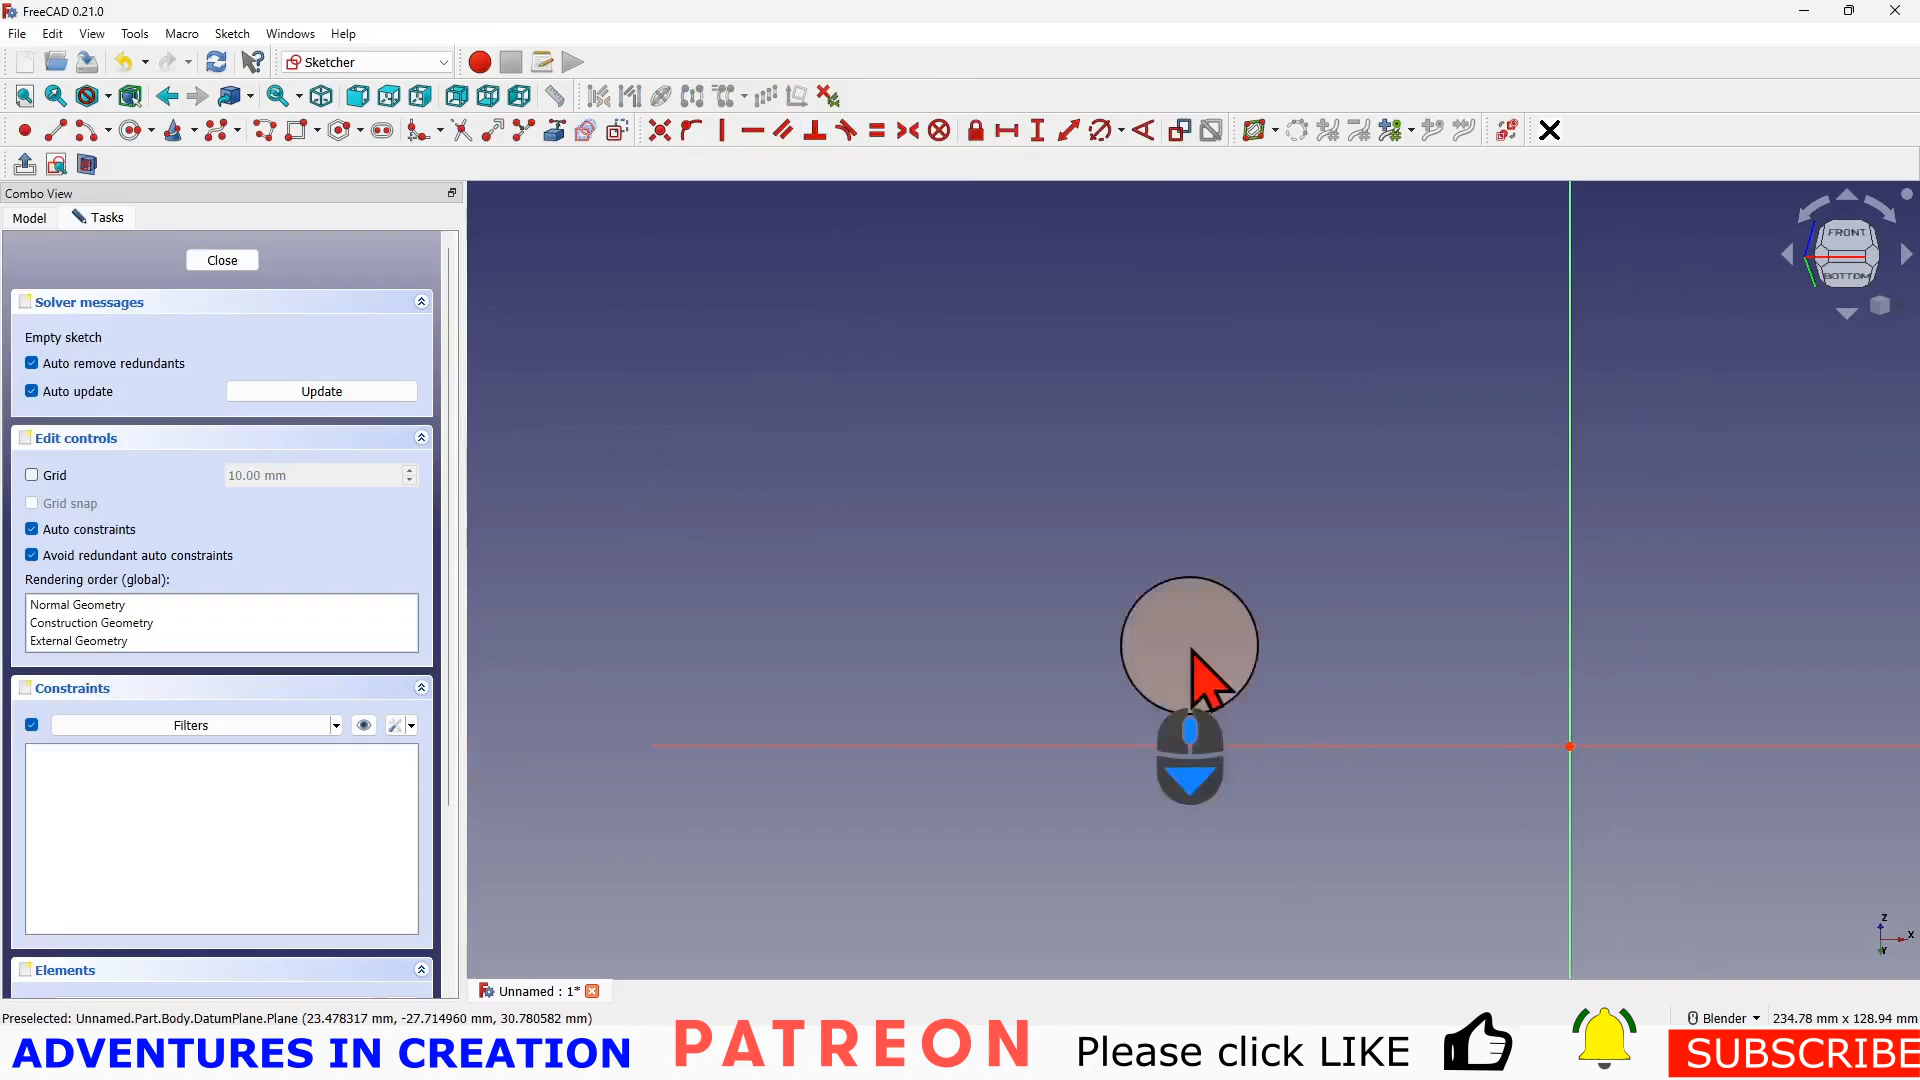 FreeCAD 0.21.0
File Edit View Tools Macro Sketch Windows Help
Sketcher
Combo View
Model Tasks
Close
Solver messages
Empty sketch
Auto remove redundants
Auto update Update
Edit controls
Grid 10.00 mm
Grid snap
Auto constraints
Avoid redundant auto constraints
Rendering order (global):
Normal Geometry
Construction Geometry
External Geometry
Constraints
Filters
Elements
FRONT
BOTTOM
Z
X
Y
Unnamed : 1*
Preselected: Unnamed.Part.Body.DatumPlane.Plane (23.478317 mm, -27.714960 mm, 30.780582 mm)
Blender 234.78 mm x 128.94 mm
ADVENTURES IN CREATION PATREON Please click LIKE SUBSCRIBE